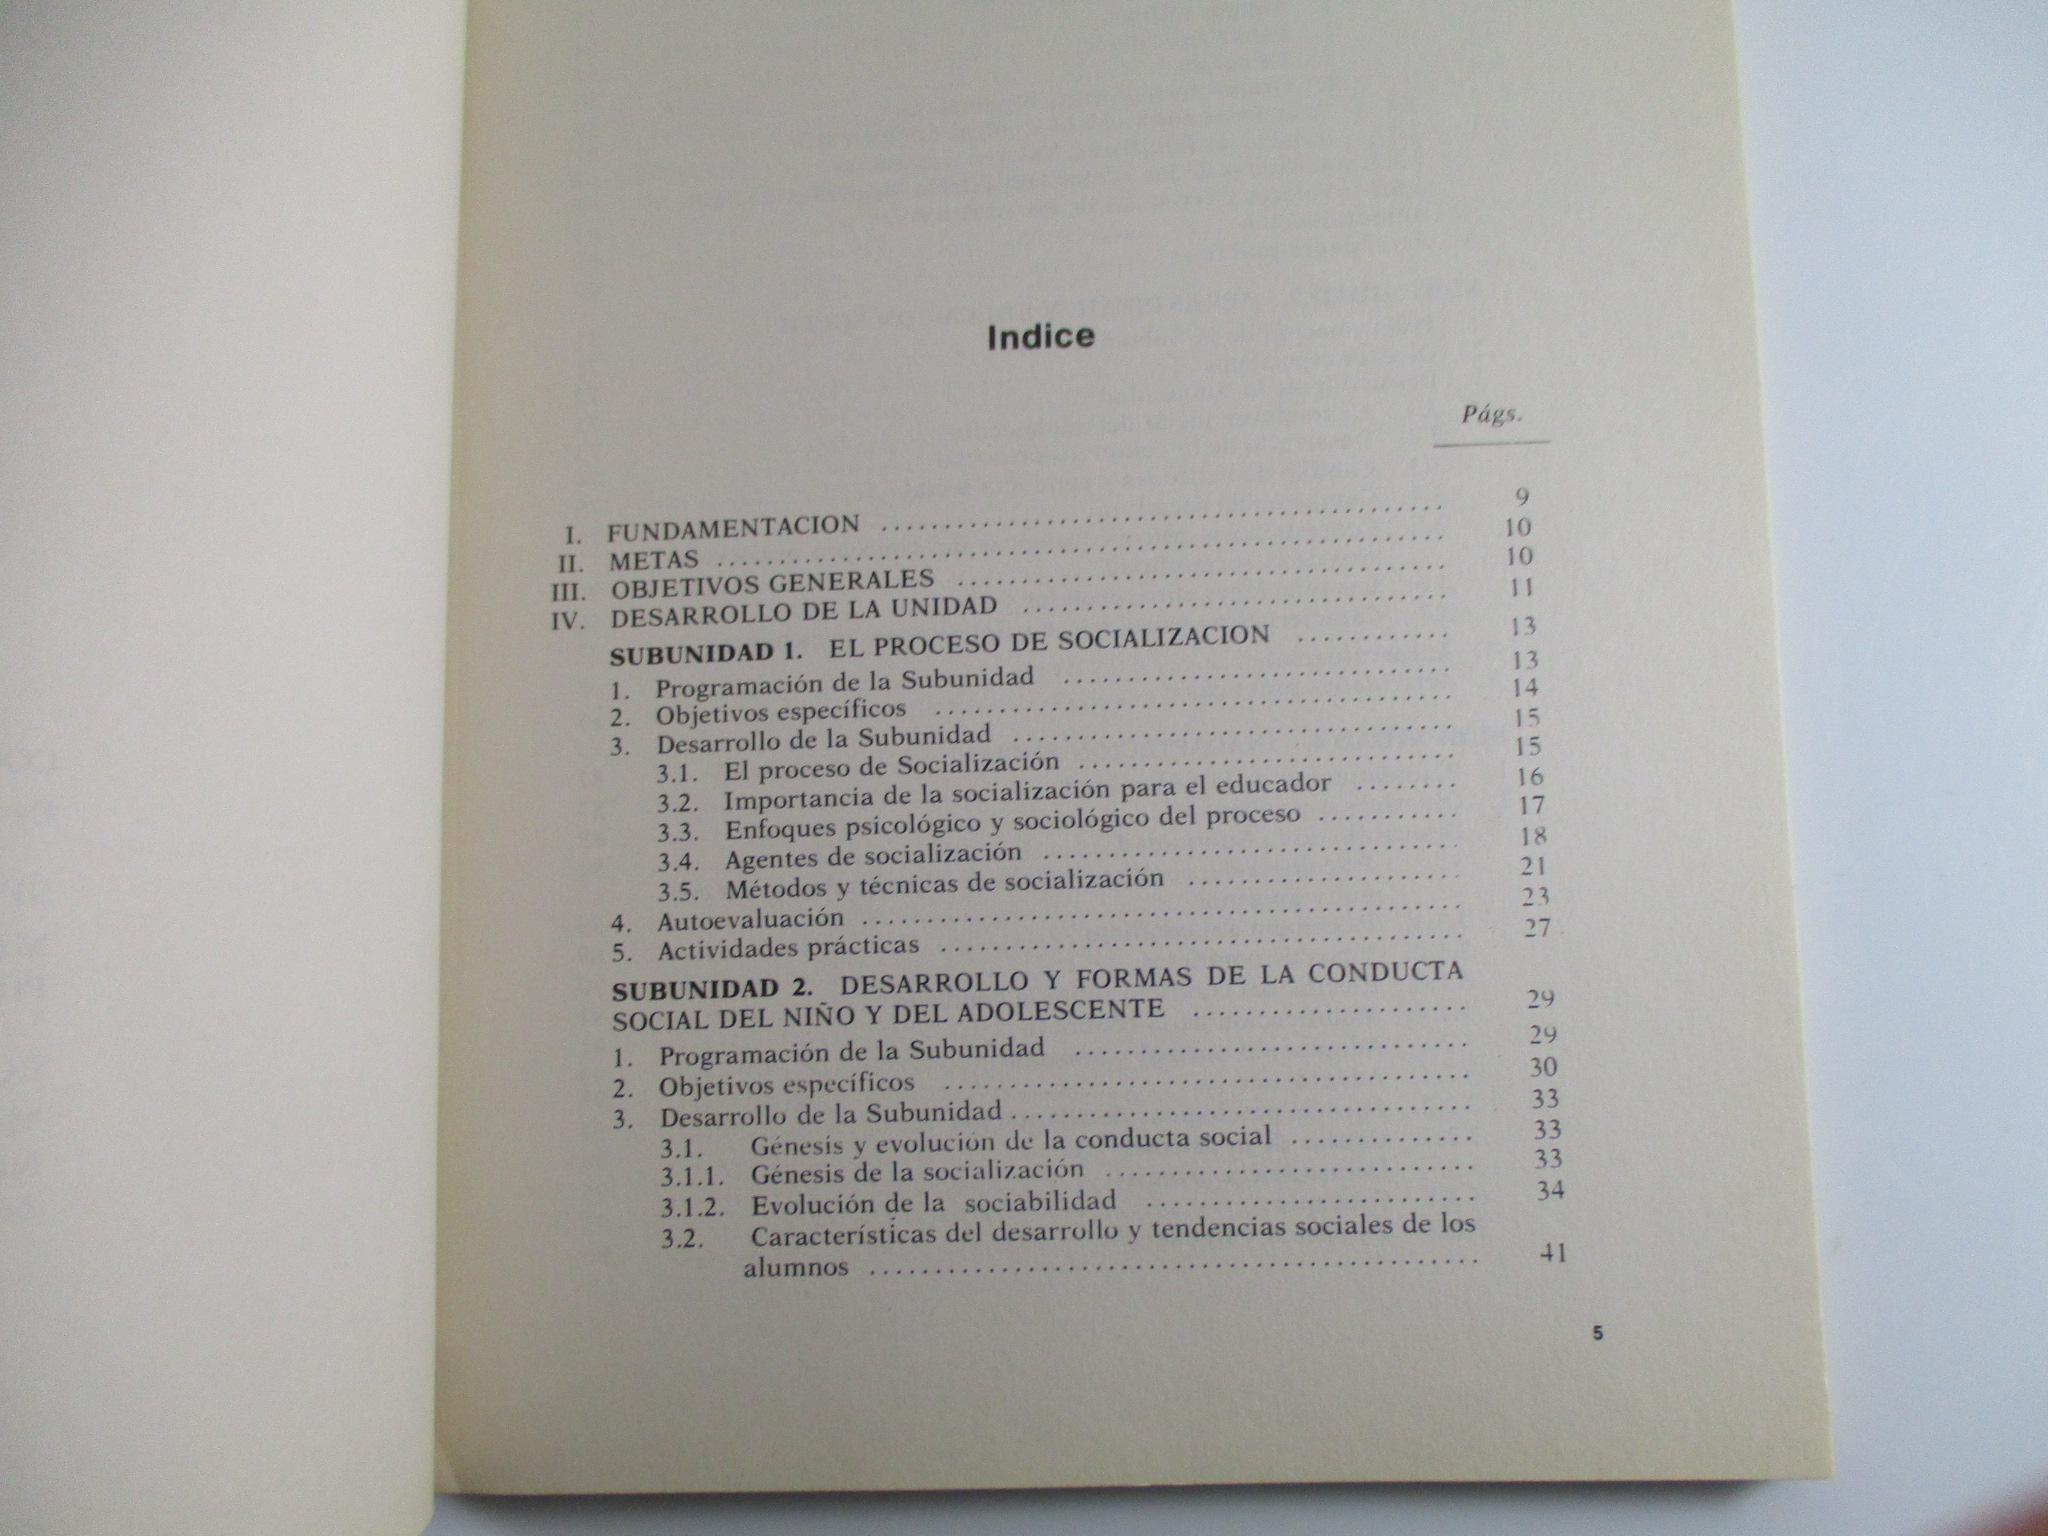 Indice
Págs.
I. FUNDAMENTACION ........ 9
II. METAS ........ 10
III. OBJETIVOS GENERALES ........ 10
IV. DESARROLLO DE LA UNIDAD ........ 11
SUBUNIDAD 1. EL PROCESO DE SOCIALIZACION ........ 13
1. Programación de la Subunidad ........ 13
2. Objetivos específicos ........ 14
3. Desarrollo de la Subunidad ........ 15
3.1. El proceso de Socialización ........ 15
3.2. Importancia de la socialización para el educador ........ 16
3.3. Enfoques psicológico y sociológico del proceso ........ 17
3.4. Agentes de socialización ........ 18
3.5. Métodos y técnicas de socialización ........ 21
4. Autoevaluación ........ 23
5. Actividades prácticas ........ 27
SUBUNIDAD 2. DESARROLLO Y FORMAS DE LA CONDUCTA
SOCIAL DEL NIÑO Y DEL ADOLESCENTE ........ 29
1. Programación de la Subunidad ........ 29
2. Objetivos específicos ........ 30
3. Desarrollo de la Subunidad ........ 33
3.1. Génesis y evolución de la conducta social ........ 33
3.1.1. Génesis de la socialización ........ 33
3.1.2. Evolución de la sociabilidad ........ 34
3.2. Características del desarrollo y tendencias sociales de los
alumnos ........ 41
5